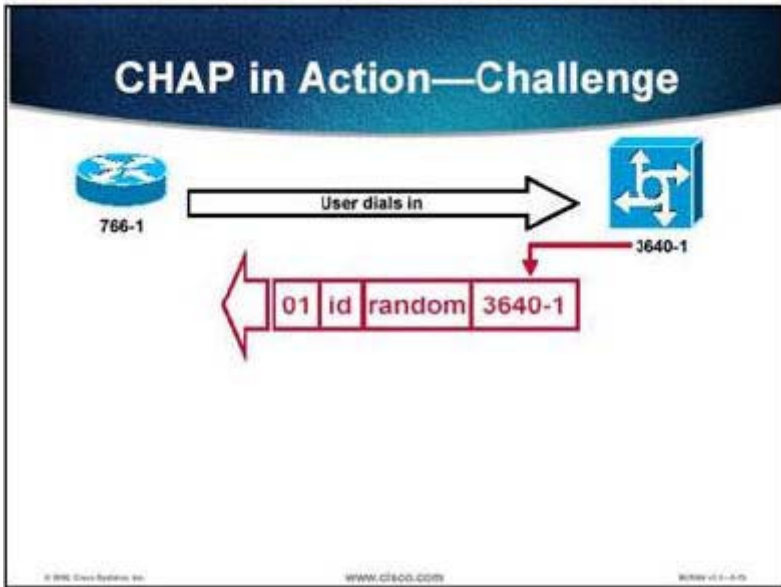 CHAP in Action—Challenge
User dials in
766-1
3640-1
01 id random 3640-1
www.cisco.com